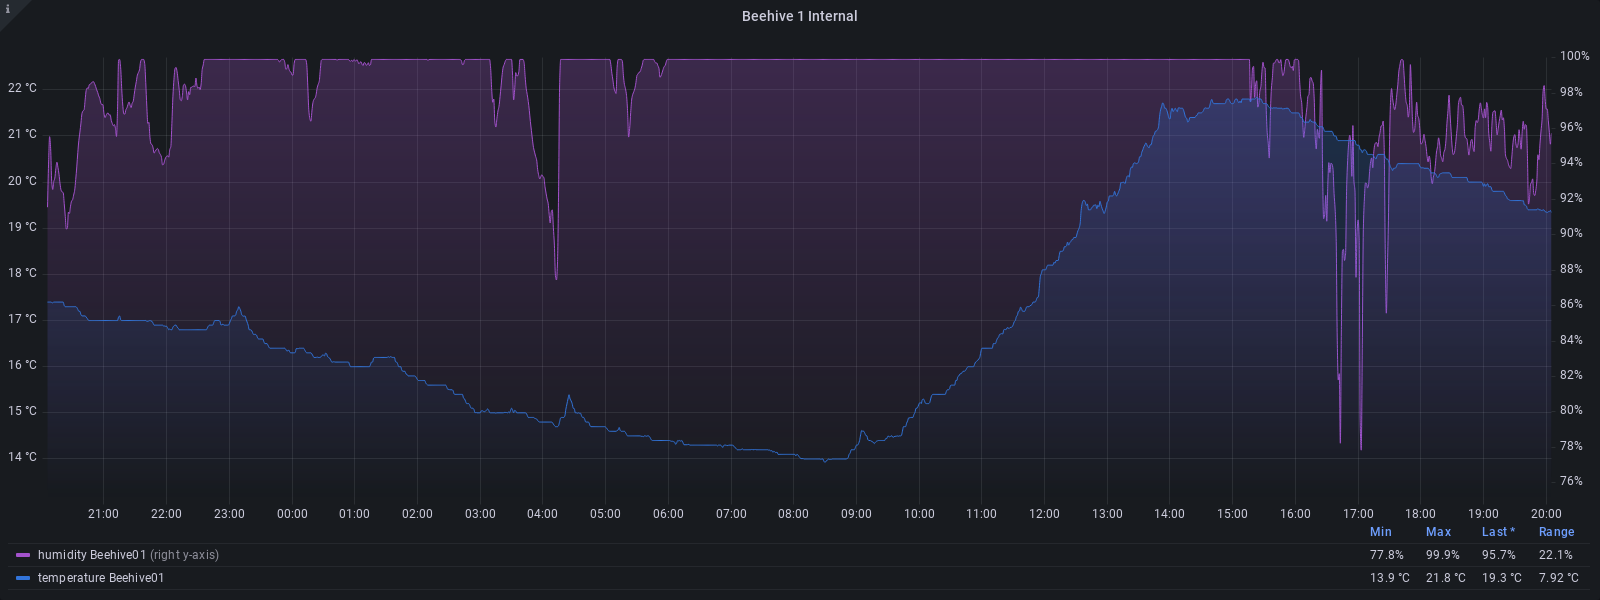 i
Beehive 1 Internal
22 °C
21 °C
20 °C
19 °C
18 °C
17 °C
16 °C
15 °C
14 °C
100%
98%
96%
94%
92%
90%
88%
86%
84%
82%
80%
78%
76%
21:00 22:00 23:00 00:00 01:00 02:00 03:00 04:00 05:00 06:00 07:00 08:00 09:00 10:00 11:00 12:00 13:00 14:00 15:00 16:00 17:00 18:00 19:00 20:00
Min Max Last * Range
humidity Beehive01 (right y-axis) 77.8% 99.9% 95.7% 22.1%
temperature Beehive01 13.9 °C 21.8 °C 19.3 °C 7.92 °C